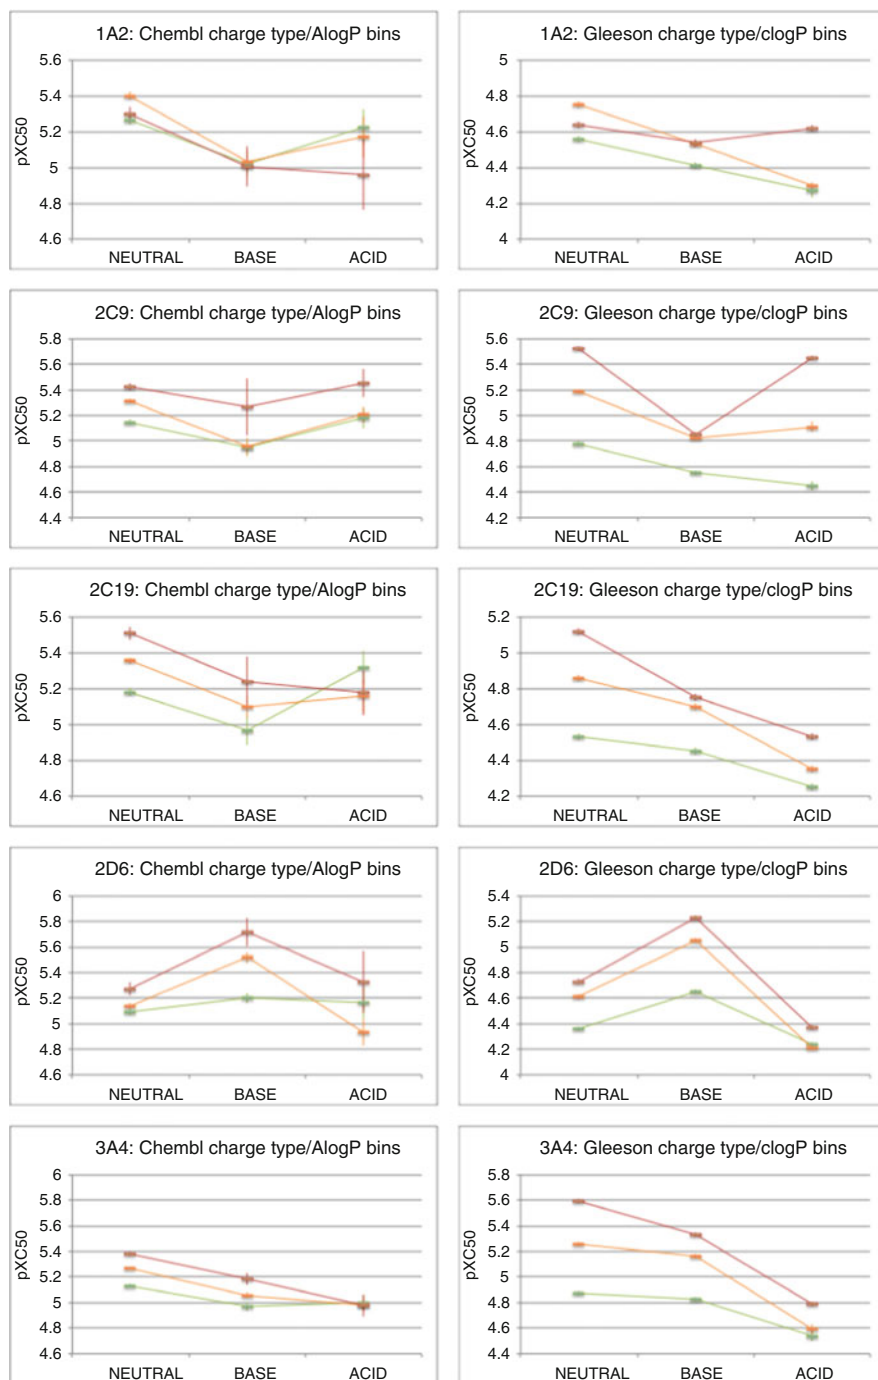 1A2: Chembl charge type/AlogP bins
5.6
5.4
5.2
5
4.8
4.6
pXC50
NEUTRAL BASE ACID
1A2: Gleeson charge type/clogP bins
5
4.8
4.6
4.4
4.2
4
pXC50
NEUTRAL BASE ACID
2C9: Chembl charge type/AlogP bins
5.8
5.6
5.4
5.2
5
4.8
4.6
4.4
pXC50
NEUTRAL BASE ACID
2C9: Gleeson charge type/clogP bins
5.6
5.4
5.2
5
4.8
4.6
4.4
4.2
pXC50
NEUTRAL BASE ACID
2C19: Chembl charge type/AlogP bins
5.6
5.4
5.2
5
4.8
4.6
pXC50
NEUTRAL BASE ACID
2C19: Gleeson charge type/clogP bins
5.2
5
4.8
4.6
4.4
4.2
pXC50
NEUTRAL BASE ACID
2D6: Chembl charge type/AlogP bins
6
5.8
5.6
5.4
5.2
5
4.8
4.6
pXC50
NEUTRAL BASE ACID
2D6: Gleeson charge type/clogP bins
5.4
5.2
5
4.8
4.6
4.4
4.2
4
pXC50
NEUTRAL BASE ACID
3A4: Chembl charge type/AlogP bins
6
5.8
5.6
5.4
5.2
5
4.8
4.6
pXC50
NEUTRAL BASE ACID
3A4: Gleeson charge type/clogP bins
5.8
5.6
5.4
5.2
5
4.8
4.6
4.4
pXC50
NEUTRAL BASE ACID